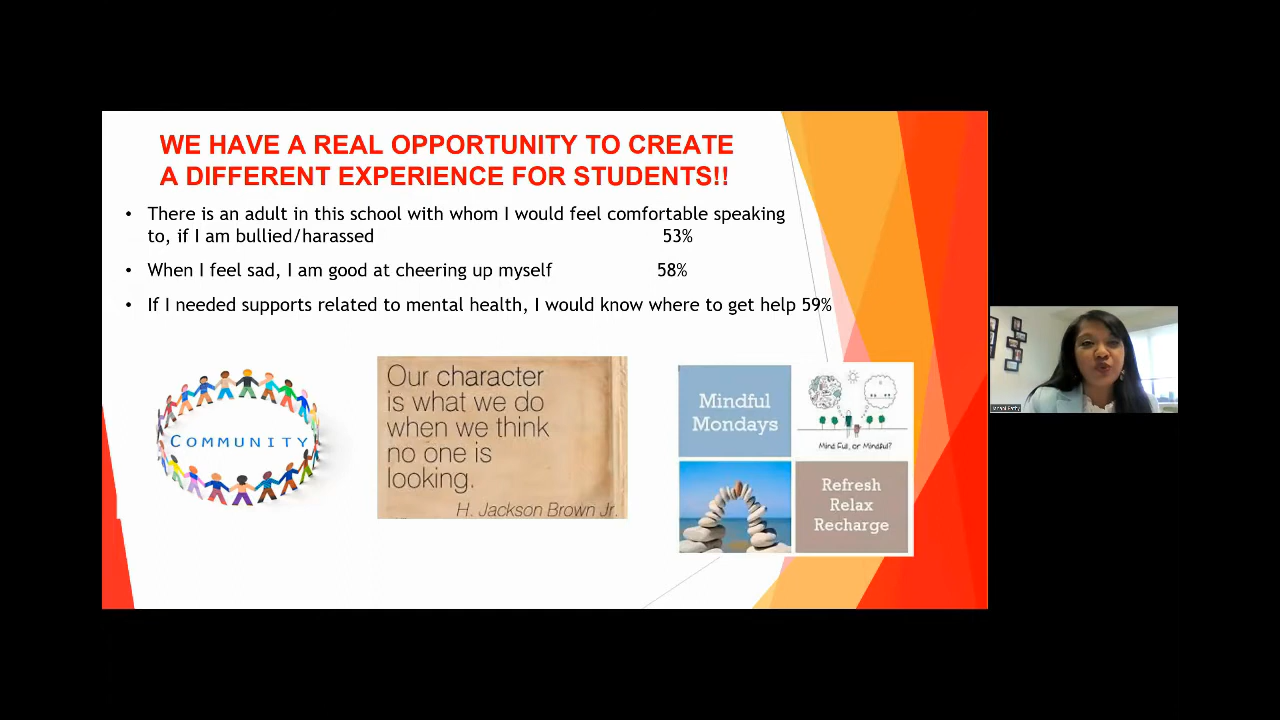 WE HAVE A REAL OPPORTUNITY TO CREATE
A DIFFERENT EXPERIENCE FOR STUDENTS!!
• There is an adult in this school with whom I would feel comfortable speaking
to, if I am bullied/harassed 53%
• When I feel sad, I am good at cheering up myself 58%
• If I needed supports related to mental health, I would know where to get help 59%
COMMUNITY
Our character
is what we do
when we think
no one is
looking.
H. Jackson Brown Jr.
Mindful
Mondays
Mind Full, or Mindful?
Refresh
Relax
Recharge